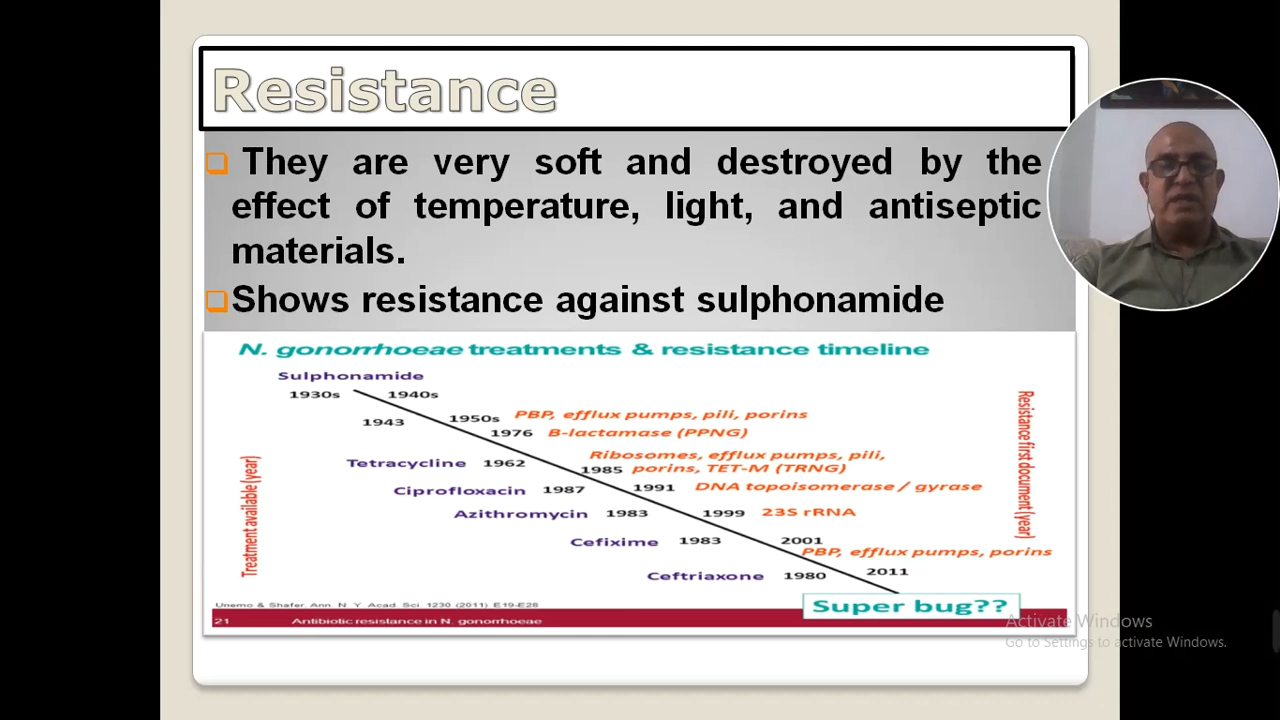 Resistance
They are very soft and destroyed by the
effect of temperature, light, and antiseptic
materials.
Shows resistance against sulphonamide
N. gonorrhoeae treatments & resistance timeline
Sulphonamide
1930s 1940s
1943 1950s PBP, efflux pumps, pili, porins
1976 B-lactamase (PPNG)
Ribosomes, efflux pumps, pili,
Tetracycline 1962 1985 porins, TET-M (TRNG)
Ciprofloxacin 1987 1991 DNA topoisomerase / gyrase
Azithromycin 1983 1999 23S rRNA
Cefixime 1983 2001
PBP, efflux pumps, porins
Ceftriaxone 1980 2011
Treatment available (year)
Resistance first document (year)
Super bug??
Unemo & Shafer. Ann. N. Y. Acad. Sci. 1230 (2011) E19-E28
21 Antibiotic resistance in N. gonorrhoeae
Activate Windows
Go to Settings to activate Windows.